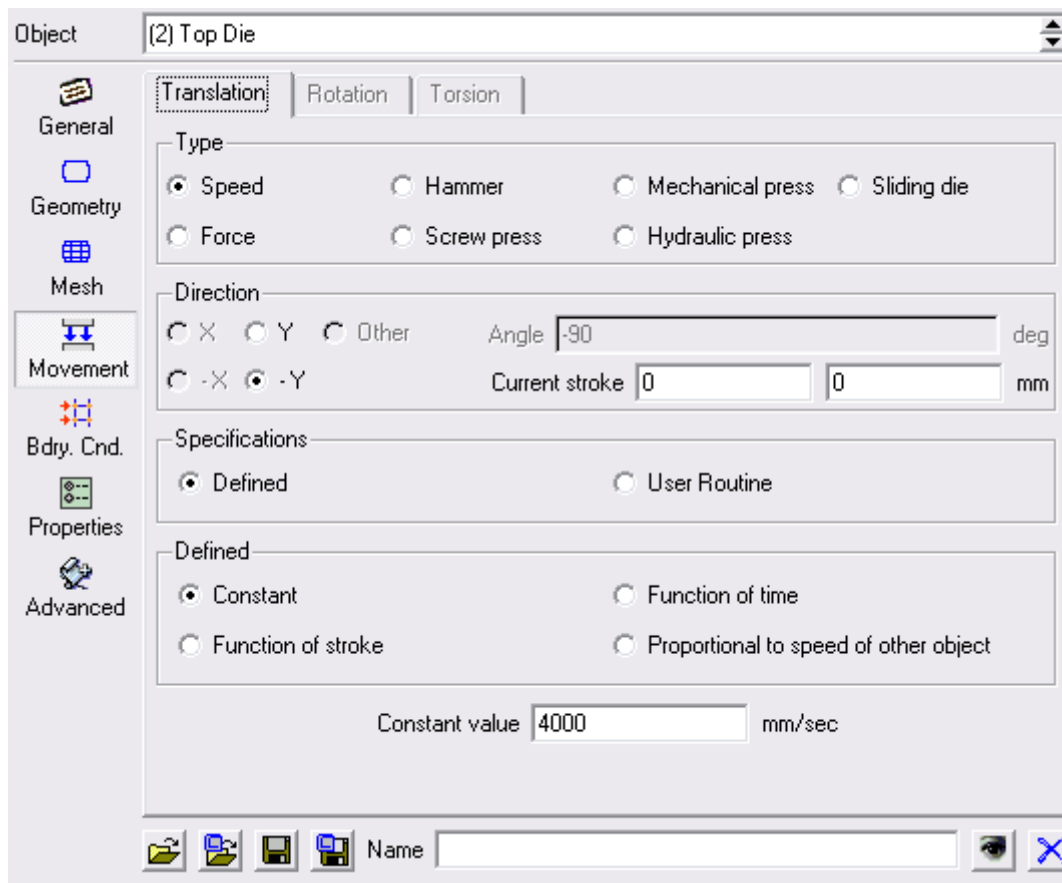 Object (2) Top Die
General
Geometry
Mesh
Movement
Bdry. Cnd.
Properties
Advanced
Translation Rotation Torsion
Type
Speed Hammer Mechanical press Sliding die
Force Screw press Hydraulic press
Direction
X Y Other Angle -90 deg
-X -Y Current stroke 0 0 mm
Specifications
Defined User Routine
Defined
Constant Function of time
Function of stroke Proportional to speed of other object
Constant value 4000 mm/sec
Name